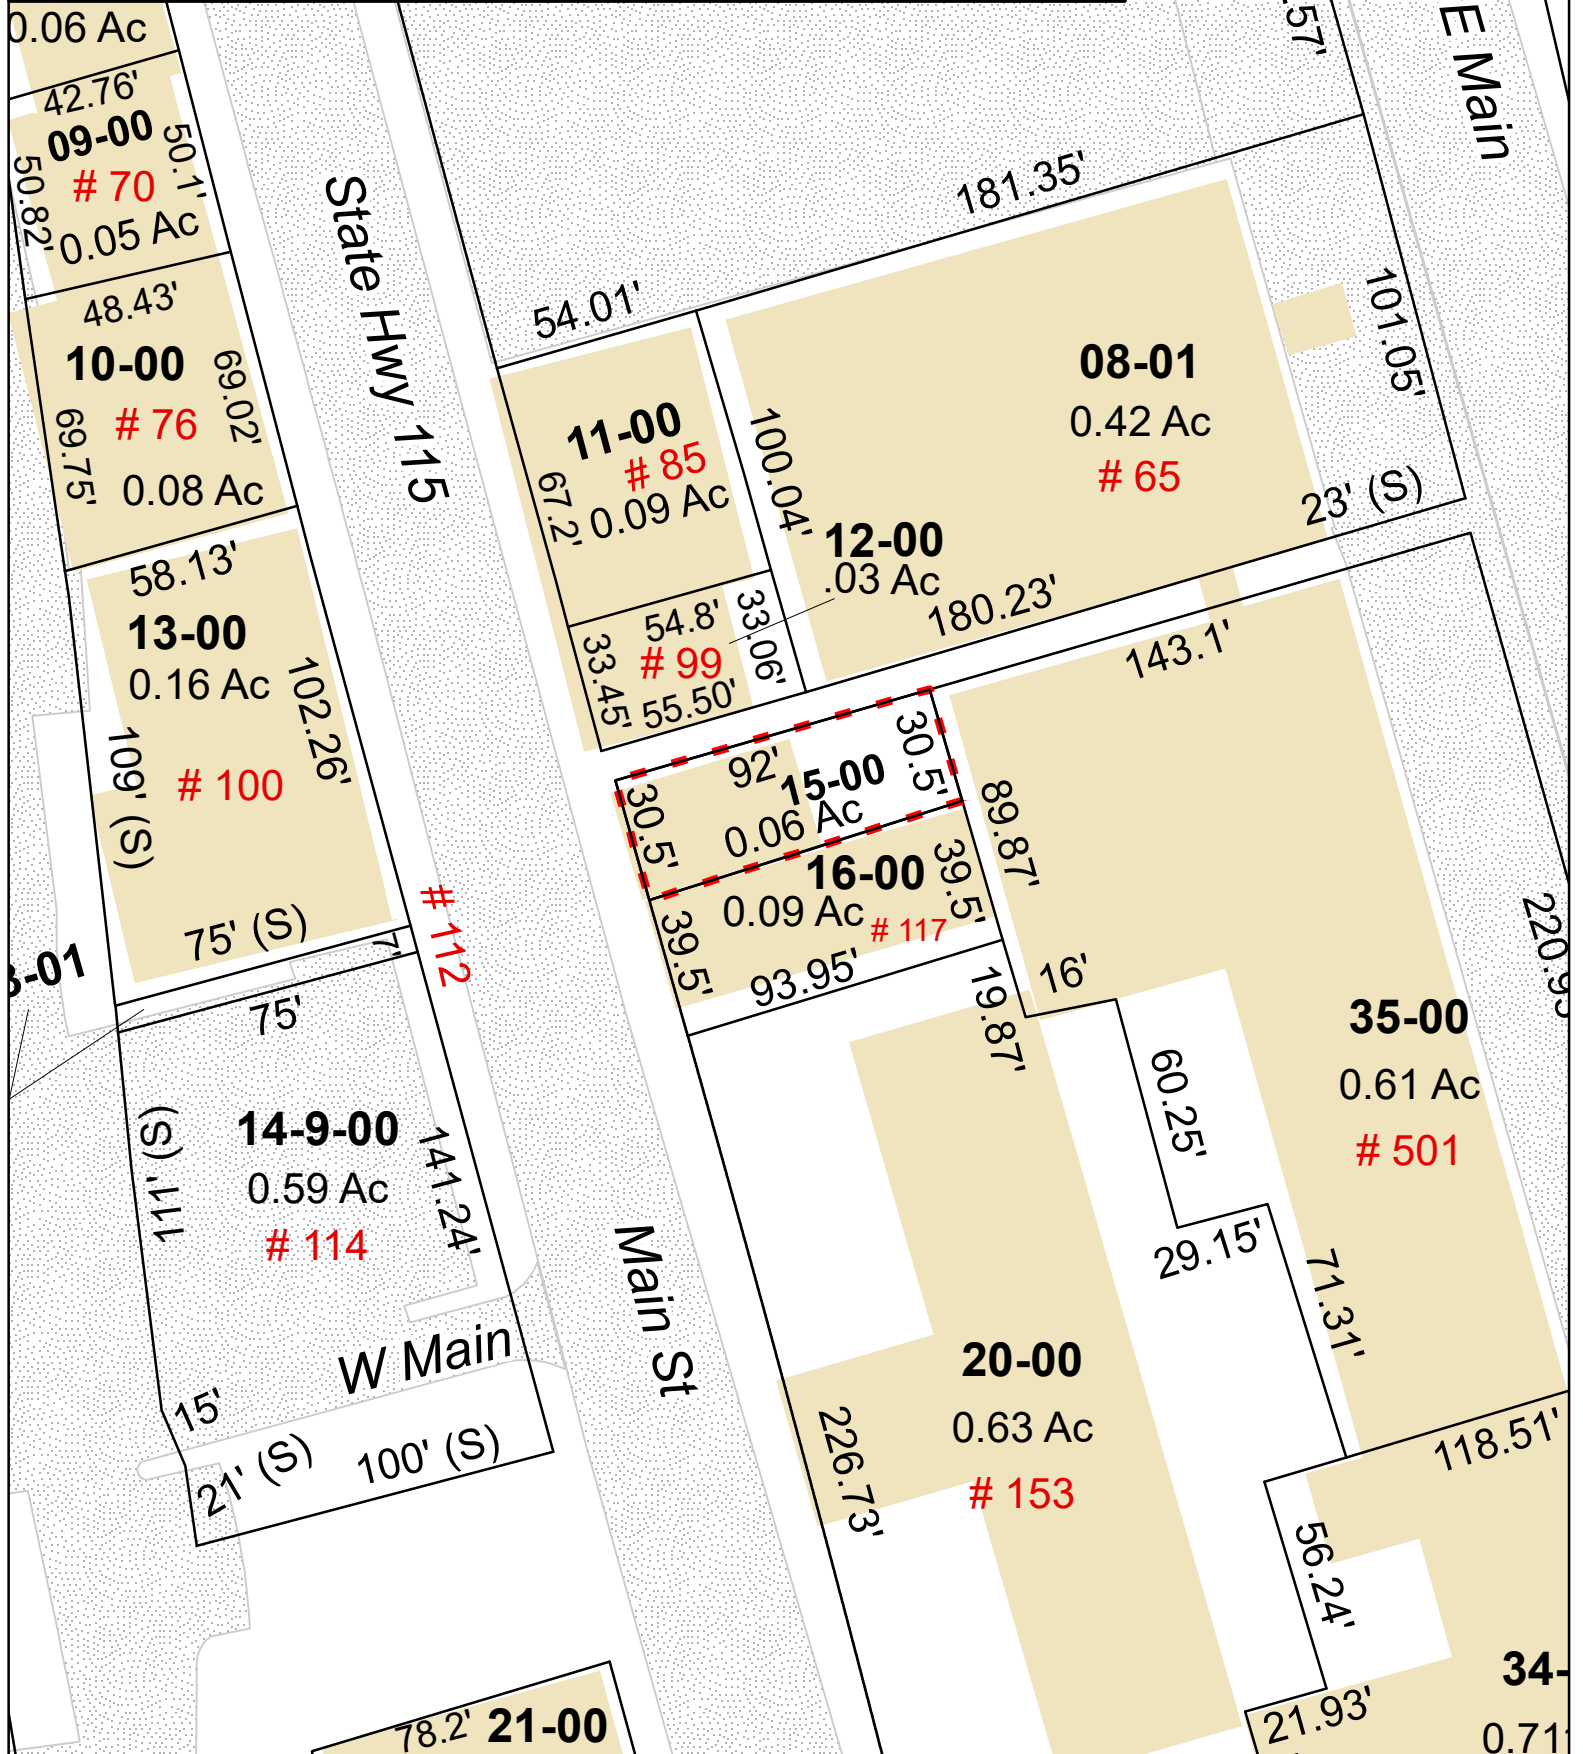 0.06 Ac
42.76'
09-00
50.1'
50.82'
# 70
0.05 Ac
48.43'
10-00
69.02'
# 76
69.75'
0.08 Ac
58.13'
13-00
0.16 Ac
102.26'
109' (S)
# 100
75' (S)
7'
# 112
75'
111' (S)
14-9-00
0.59 Ac
# 114
141.24'
W Main
15'
21' (S)
100' (S)
78.2'
21-00
State Hwy 115
Main St
E Main
181.35'
54.01'
11-00
# 85
0.09 Ac
67.2'
100.04'
08-01
0.42 Ac
# 65
101.05'
23' (S)
12-00
.03 Ac
180.23'
54.8'
33.06'
# 99
33.45'
55.50'
143.1'
92'
15-00
30.5'
30.5'
0.06 Ac
89.87'
16-00
0.09 Ac
# 117
39.5'
39.5'
93.95'
19.87'
16'
35-00
0.61 Ac
# 501
60.25'
29.15'
71.31'
20-00
0.63 Ac
# 153
226.73'
118.51'
56.24'
21.93'